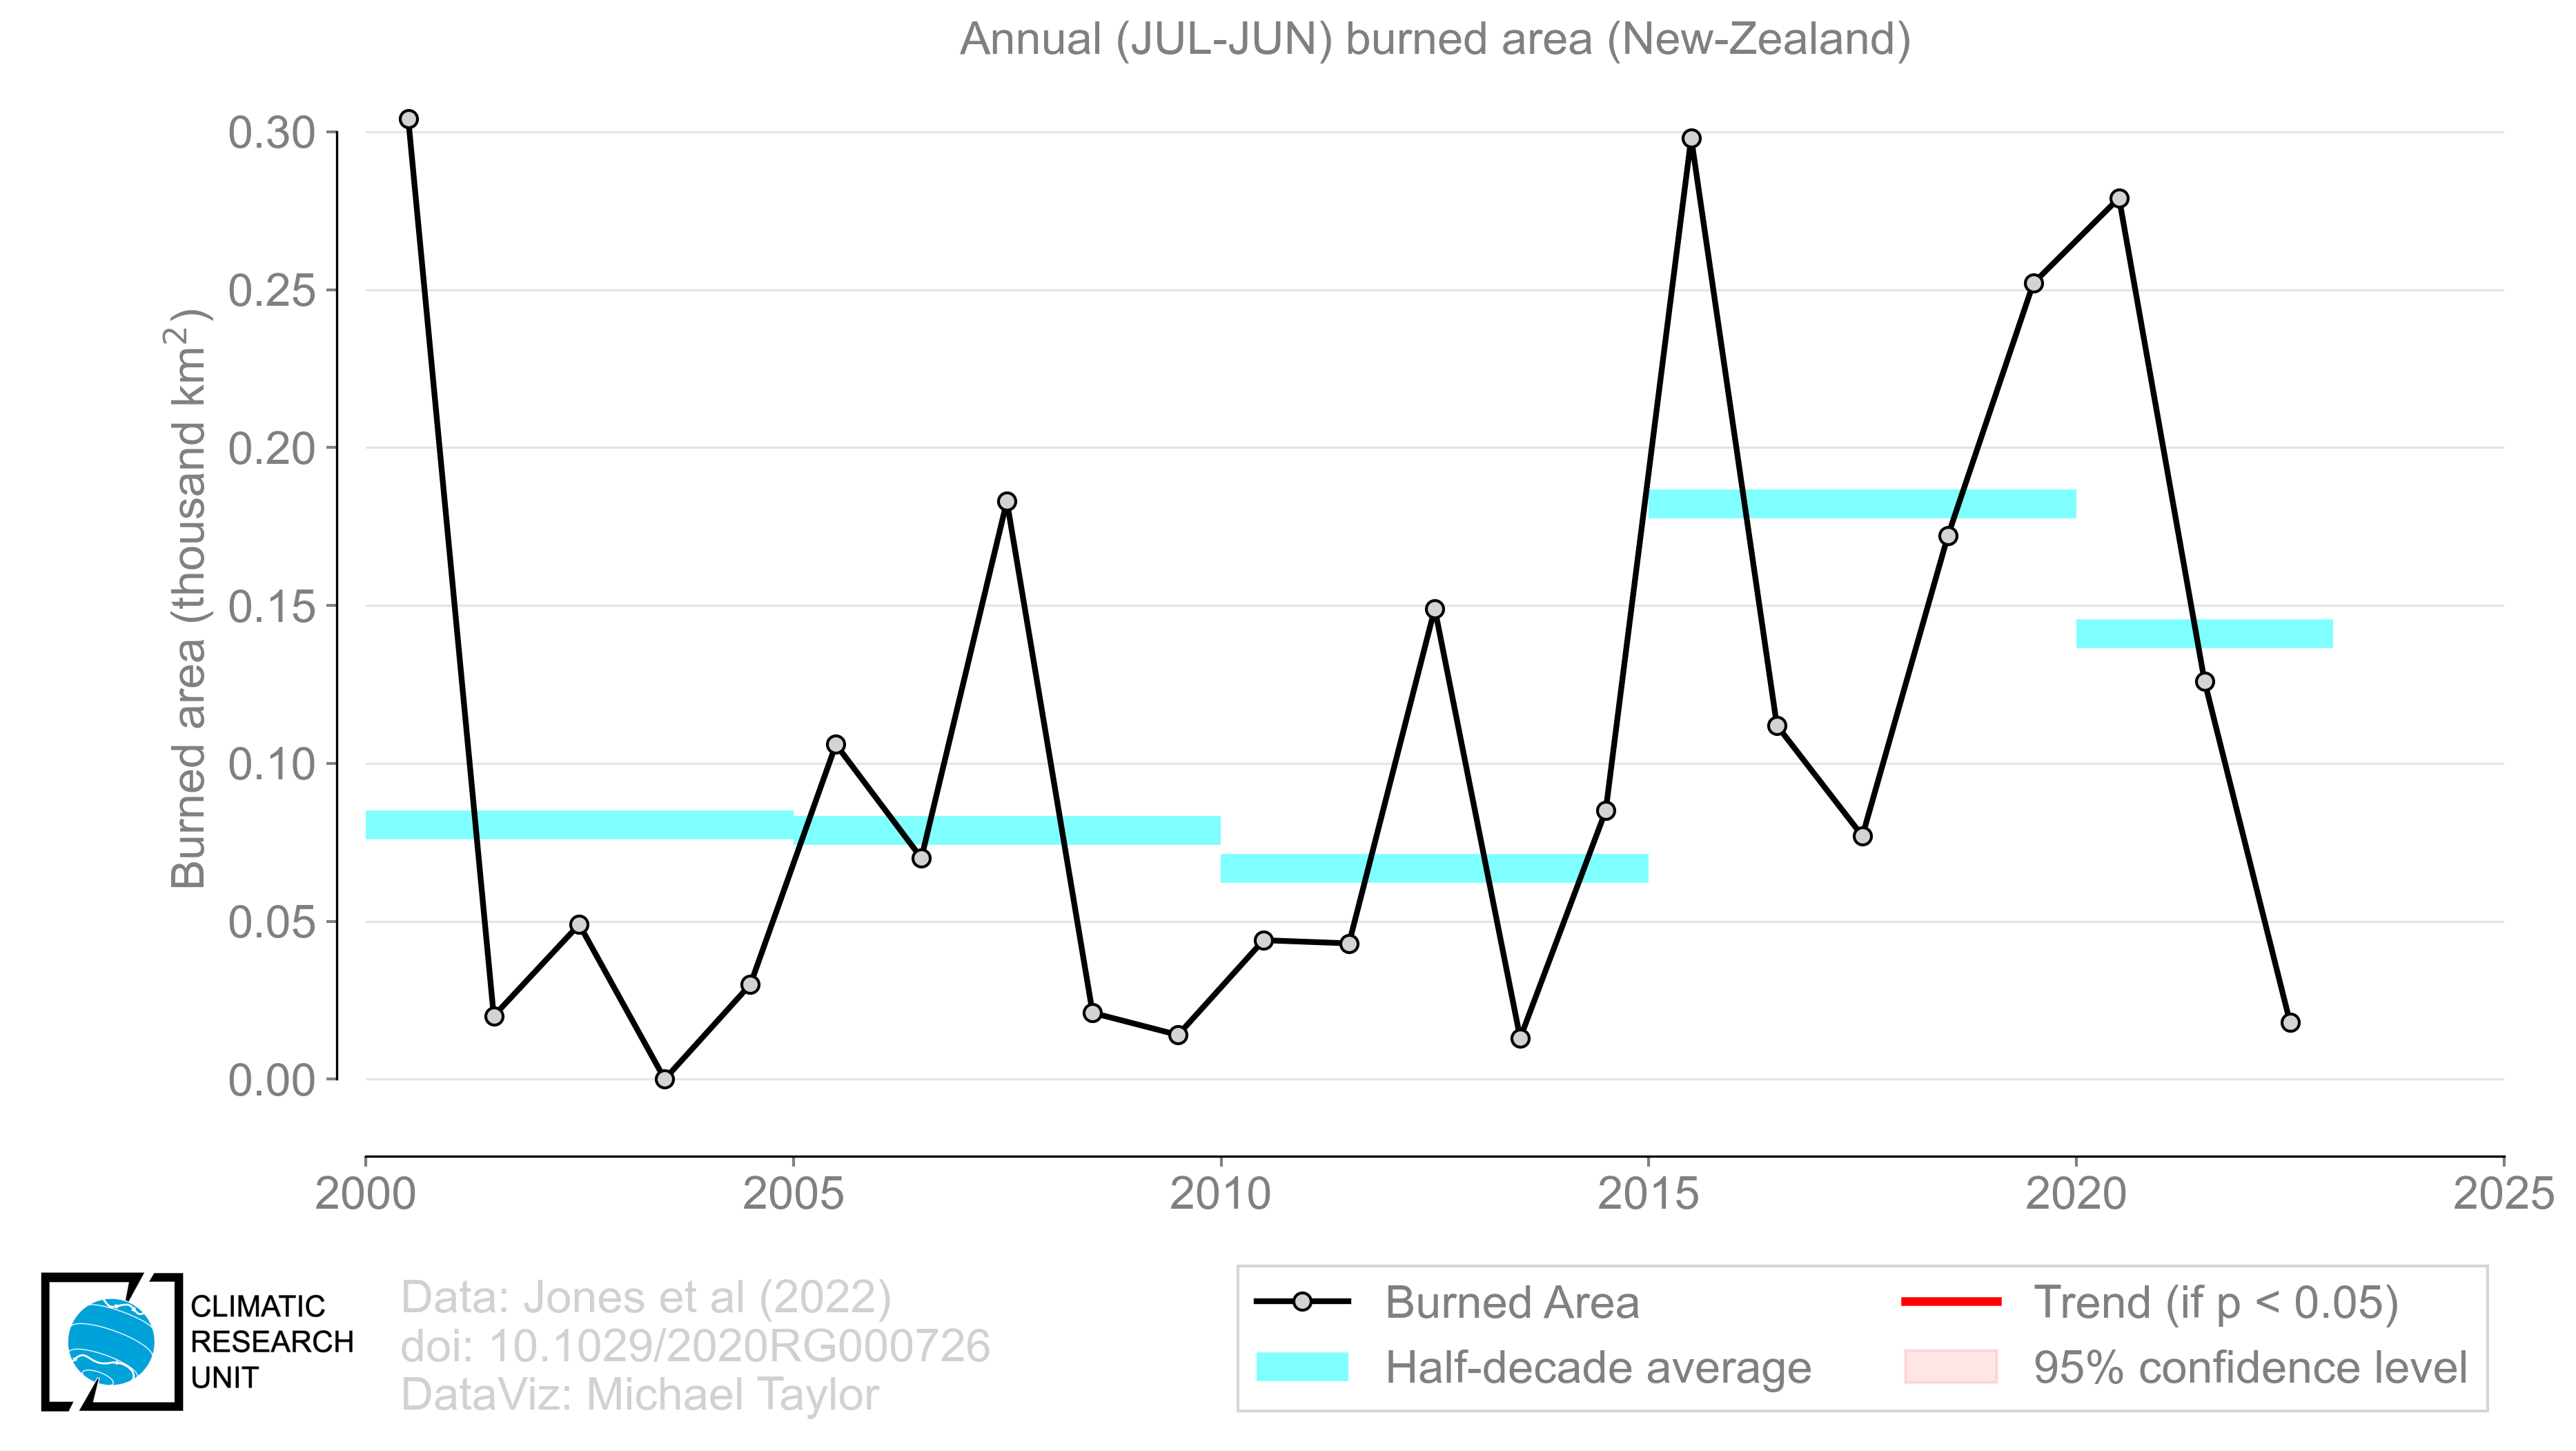 Annual (JUL-JUN) burned area (New-Zealand)
Burned area (thousand km²)
0.30
0.25
0.20
0.15
0.10
0.05
0.00
2000 2005 2010 2015 2020 2025
CLIMATIC
RESEARCH
UNIT
Data: Jones et al (2022)
doi: 10.1029/2020RG000726
DataViz: Michael Taylor
Burned Area
Half-decade average
Trend (if p < 0.05)
95% confidence level